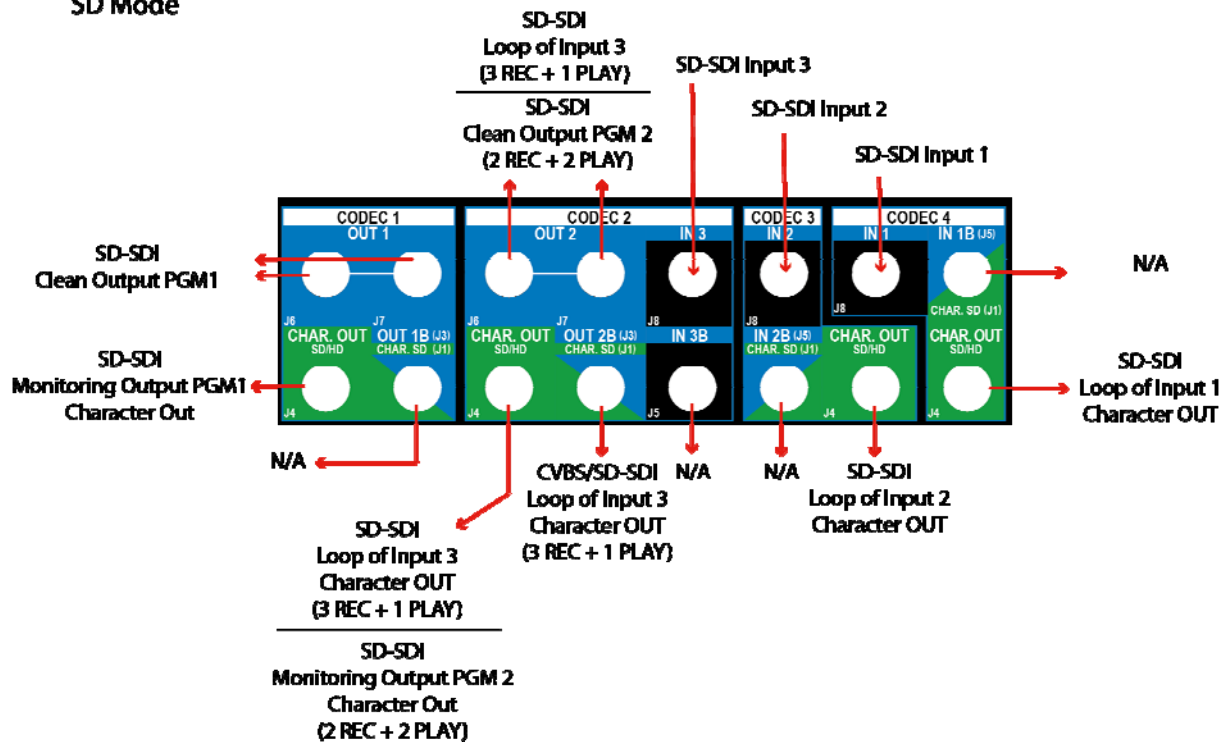 SD Mode
SD-SDI
Loop of Input 3
(3 REC + 1 PLAY)
SD-SDI
Clean Output PGM 2
(2 REC + 2 PLAY)
SD-SDI Input 3
SD-SDI Input 2
SD-SDI Input 1
CODEC 1
CODEC 2
CODEC 3
CODEC 4
OUT 1
OUT 2
IN 3
IN 2
IN 1
IN 1B (J5)
SD-SDI
Clean Output PGM1
N/A
J6
J7
J6
J7
J8
J8
J8
CHAR. SD (J1)
CHAR. OUT
SD/HD
OUT 1B (J3)
CHAR. SD (J1)
CHAR. OUT
SD/HD
OUT 2B (J3)
CHAR. SD (J1)
IN 3B
IN 2B (J5)
CHAR. SD (J1)
CHAR. OUT
SD/HD
CHAR. OUT
SD/HD
SD-SDI
Monitoring Output PGM1
Character Out
SD-SDI
Loop of Input 1
Character OUT
J4
J4
J5
J4
J4
N/A
CVBS/SD-SDI
Loop of Input 3
Character OUT
(3 REC + 1 PLAY)
N/A
N/A
SD-SDI
Loop of Input 2
Character OUT
SD-SDI
Loop of Input 3
Character OUT
(3 REC + 1 PLAY)
SD-SDI
Monitoring Output PGM 2
Character Out
(2 REC + 2 PLAY)